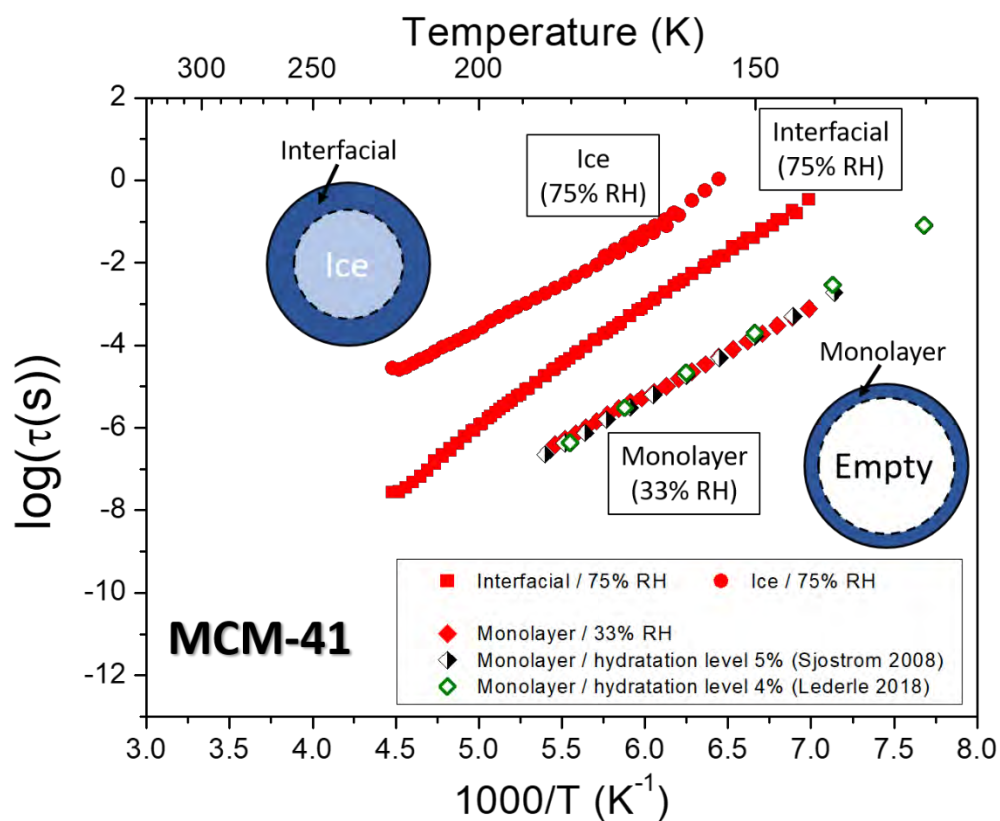 Temperature (K)
300
250
200
150
2
0
-2
-4
-6
-8
-10
-12
log(τ(s))
Interfacial
Ice
Ice
(75% RH)
Interfacial
(75% RH)
Monolayer
Empty
Monolayer
(33% RH)
Interfacial / 75% RH
Ice / 75% RH
Monolayer / 33% RH
Monolayer / hydratation level 5% (Sjostrom 2008)
Monolayer / hydratation level 4% (Lederle 2018)
MCM-41
3.0 3.5 4.0 4.5 5.0 5.5 6.0 6.5 7.0 7.5 8.0
1000/T (K⁻¹)